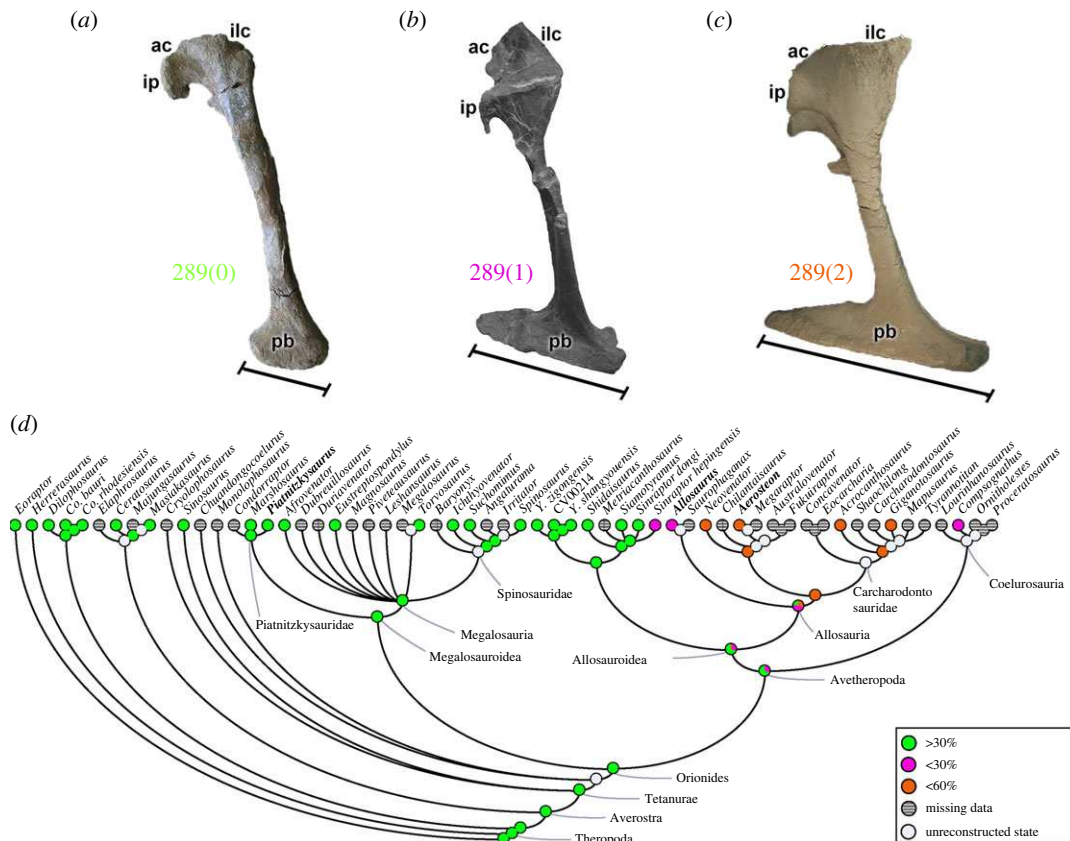 (a)
(b)
(c)
ilc
ac
ip
289(0)
pb
ilc
ac
ip
289(1)
pb
ilc
ac
ip
289(2)
pb
(d)
Eoraptor
Herrerasaurus
Dilophosaurus
Co. bauri
Co. rhodesiensis
Elaphrosaurus
Ceratosaurus
Majungasaurus
Masiakasaurus
Cryolophosaurus
Sinosaurus
Chuandongocoelurus
Monolophosaurus
Condorraptor
Marshosaurus
Piatnitzkysaurus
Afrovenator
Dubreuillosaurus
Duriavenator
Eustreptospondylus
Magnosaurus
Piveteausaurus
Leshansaurus
Megalosaurus
Torvosaurus
Baryonyx
Ichthyovenator
Suchomimus
Angaturama
Irritator
Spinosaurus
Y. zigongensis
CV00214
Y. shangyouensis
Shidaisaurus
Metriacanthosaurus
Siamotyrannus
Sinraptor dongi
Sinraptor hepingensis
Allosaurus
Saurophaganax
Neovenator
Chilantaisaurus
Aerosteon
Megaraptor
Australovenator
Fukuiraptor
Concavenator
Eocarcharia
Acrocantosaurus
Shaochilong
Carcharodontosaurus
Giganotosaurus
Mapusaurus
Tyrannotitan
Lourinhanosaurus
Compsognathus
Ornitholestes
Proceratosaurus
Spinosauridae
Carcharodonto
sauridae
Coelurosauria
Piatnitzkysauridae
Megalosauria
Allosauria
Megalosauroidea
Allosauroidea
Avetheropoda
Orionides
Tetanurae
Averostra
Theropoda
>30%
<30%
<60%
missing data
unreconstructed state